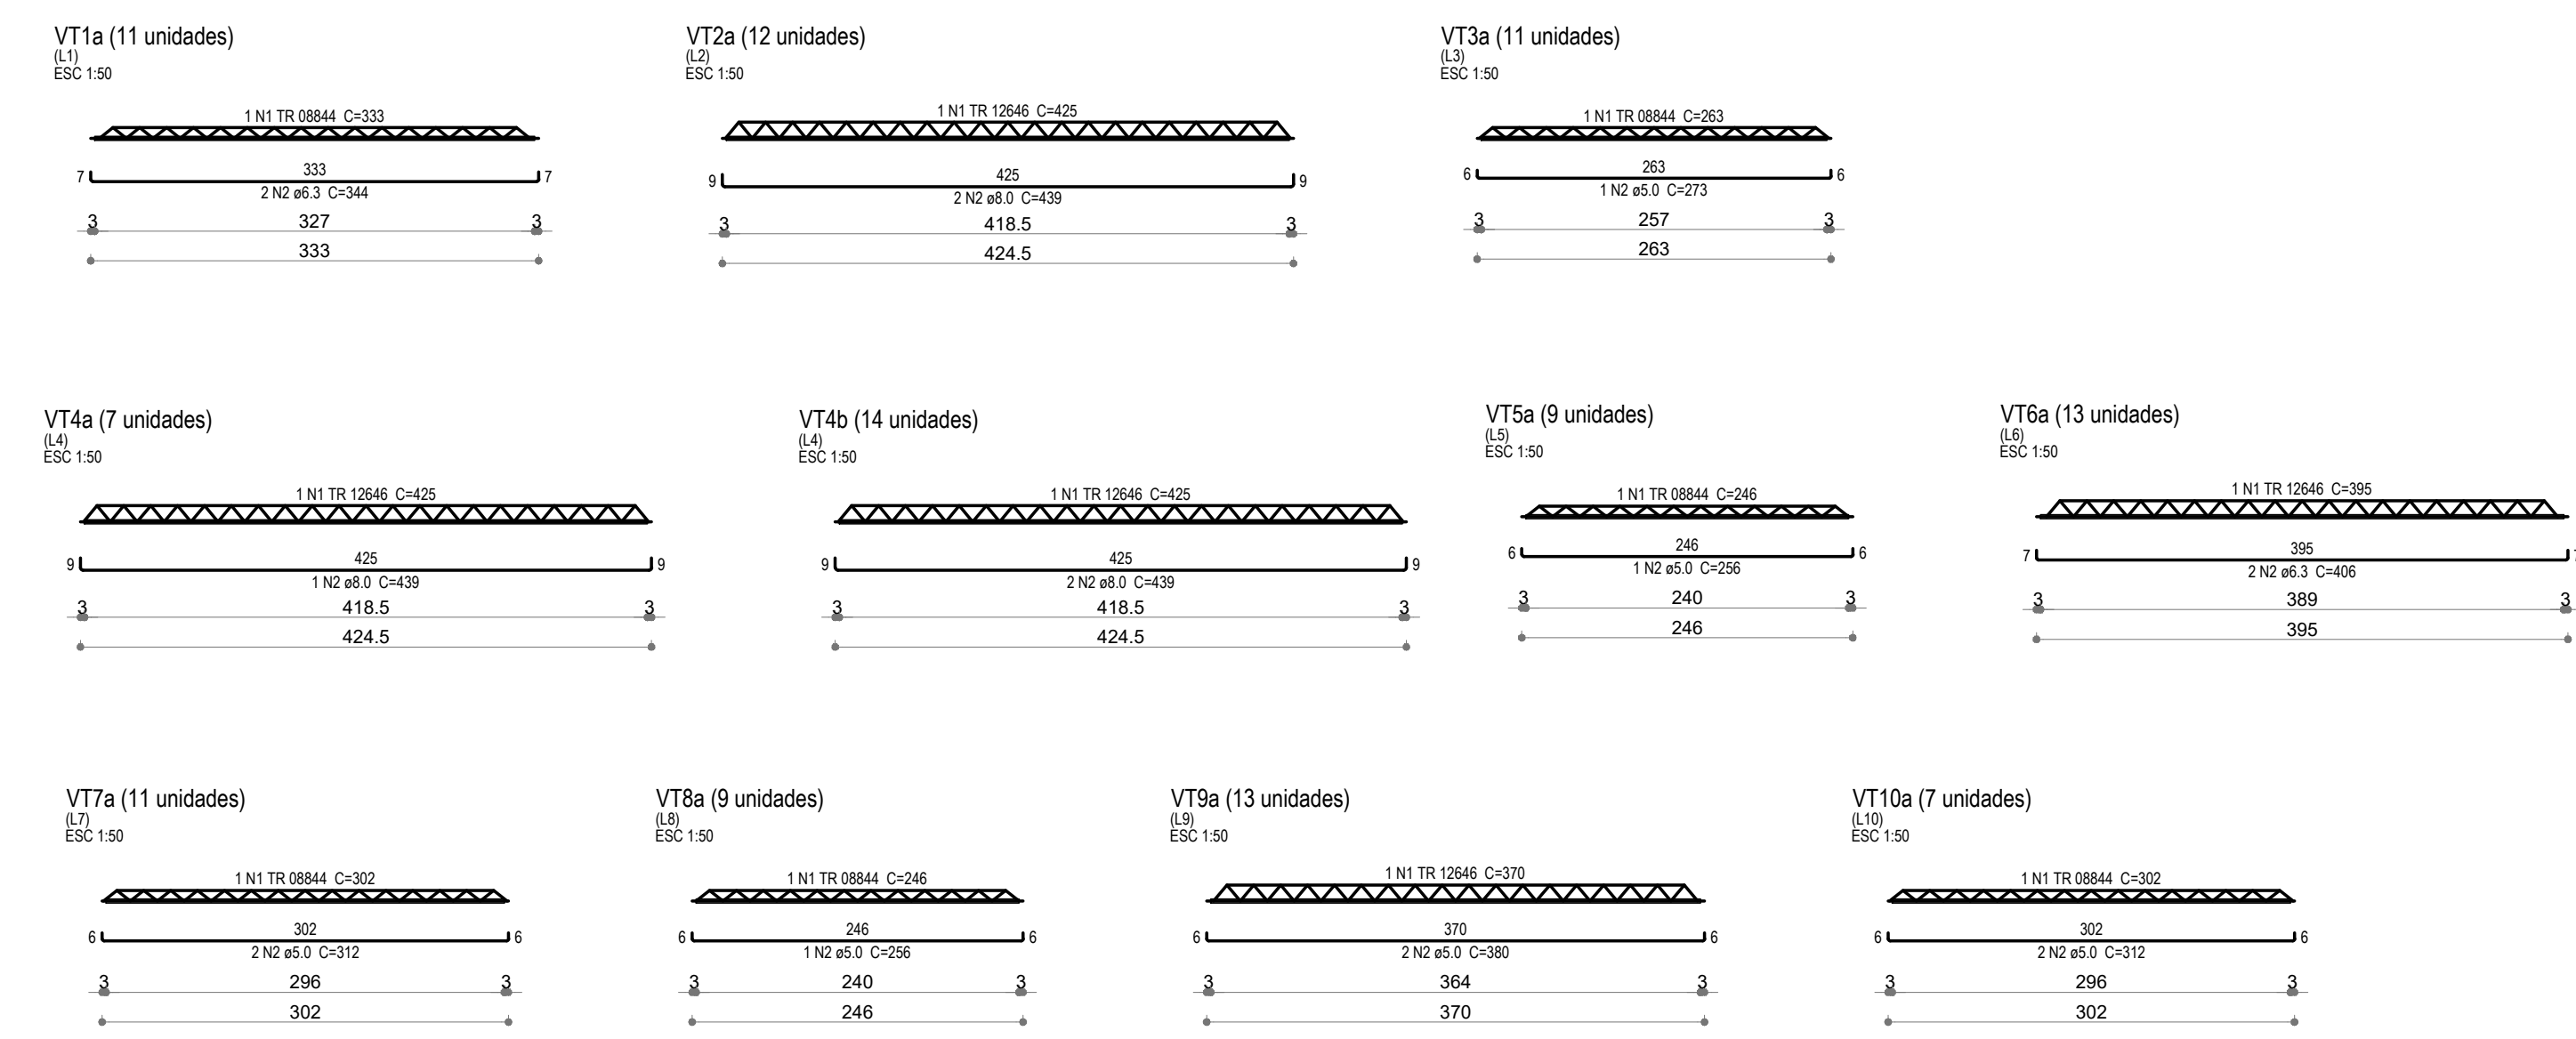 VT1a (11 unidades)
(L1)
ESC 1:50
1 N1 TR 08844 C=333
333
7 7
2 N2 ø6.3 C=344
3 327 3
333
VT2a (12 unidades)
(L2)
ESC 1:50
1 N1 TR 12646 C=425
425
9 9
2 N2 ø8.0 C=439
3 418.5 3
424.5
VT3a (11 unidades)
(L3)
ESC 1:50
1 N1 TR 08844 C=263
263
6 6
1 N2 ø5.0 C=273
3 257 3
263
VT4a (7 unidades)
(L4)
ESC 1:50
1 N1 TR 12646 C=425
425
9 9
1 N2 ø8.0 C=439
3 418.5 3
424.5
VT4b (14 unidades)
(L4)
ESC 1:50
1 N1 TR 12646 C=425
425
9 9
2 N2 ø8.0 C=439
3 418.5 3
424.5
VT5a (9 unidades)
(L5)
ESC 1:50
1 N1 TR 08844 C=246
246
6 6
1 N2 ø5.0 C=256
3 240 3
246
VT6a (13 unidades)
(L6)
ESC 1:50
1 N1 TR 12646 C=395
395
7
2 N2 ø6.3 C=406
3 389 3
395
VT7a (11 unidades)
(L7)
ESC 1:50
1 N1 TR 08844 C=302
302
6 6
2 N2 ø5.0 C=312
3 296 3
302
VT8a (9 unidades)
(L8)
ESC 1:50
1 N1 TR 08844 C=246
246
6 6
1 N2 ø5.0 C=256
3 240 3
246
VT9a (13 unidades)
(L9)
ESC 1:50
1 N1 TR 12646 C=370
370
6 6
2 N2 ø5.0 C=380
3 364 3
370
VT10a (7 unidades)
(L10)
ESC 1:50
1 N1 TR 08844 C=302
302
6 6
2 N2 ø5.0 C=312
3 296 3
302